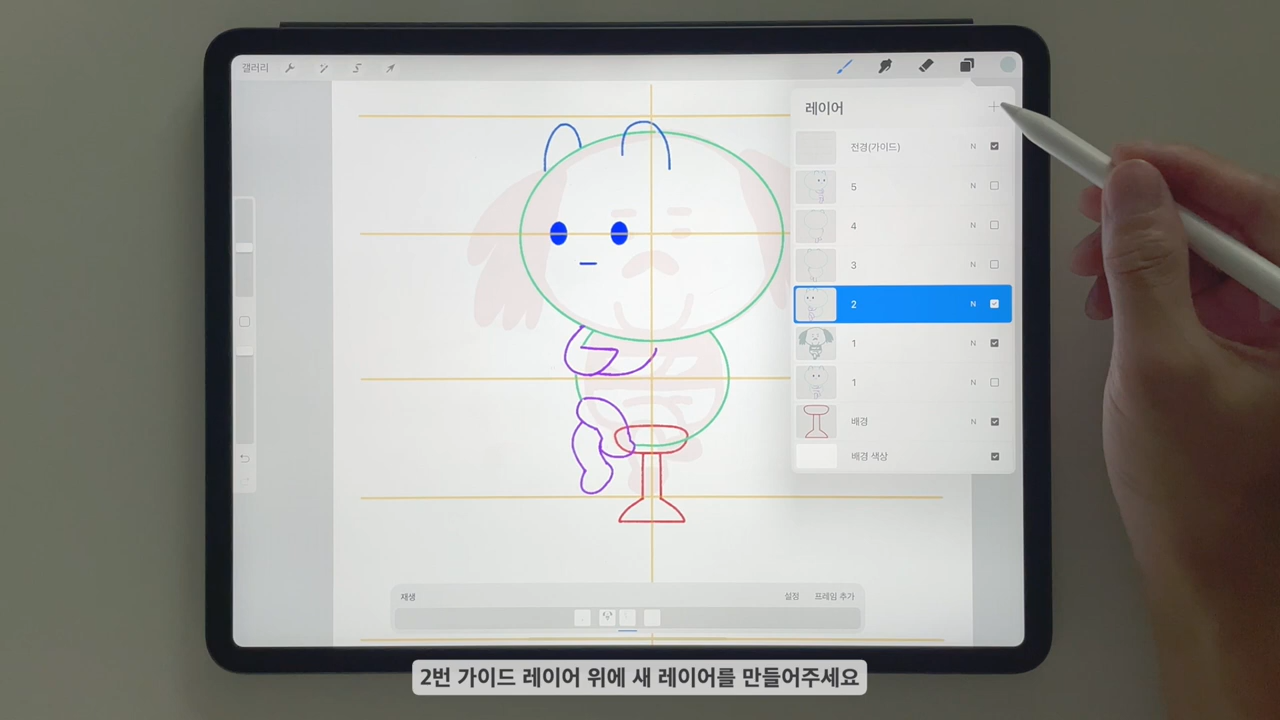 갤러리
레이어
전경(가이드) N
5 N
4 N
3 N
2 N
1 N
1 N
배경 N
배경 색상
재생 설정 프레임 추가
2번 가이드 레이어 위에 새 레이어를 만들어주세요